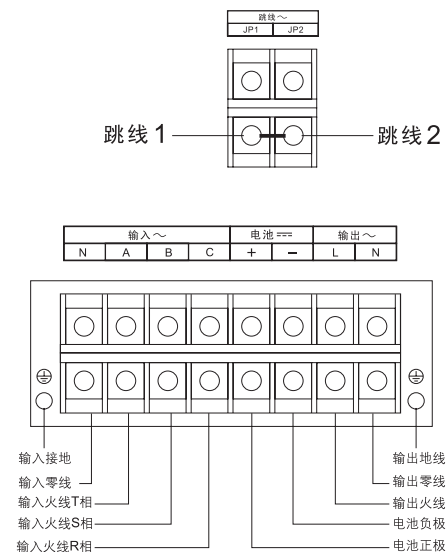 跳线～
JP1 JP2
跳线1 跳线2
输入～ 电池⎓ 输出～
N A B C + − L N
输入接地 输出地线
输入零线 输出零线
输入火线T相 输出火线
输入火线S相 电池负极
输入火线R相 电池正极